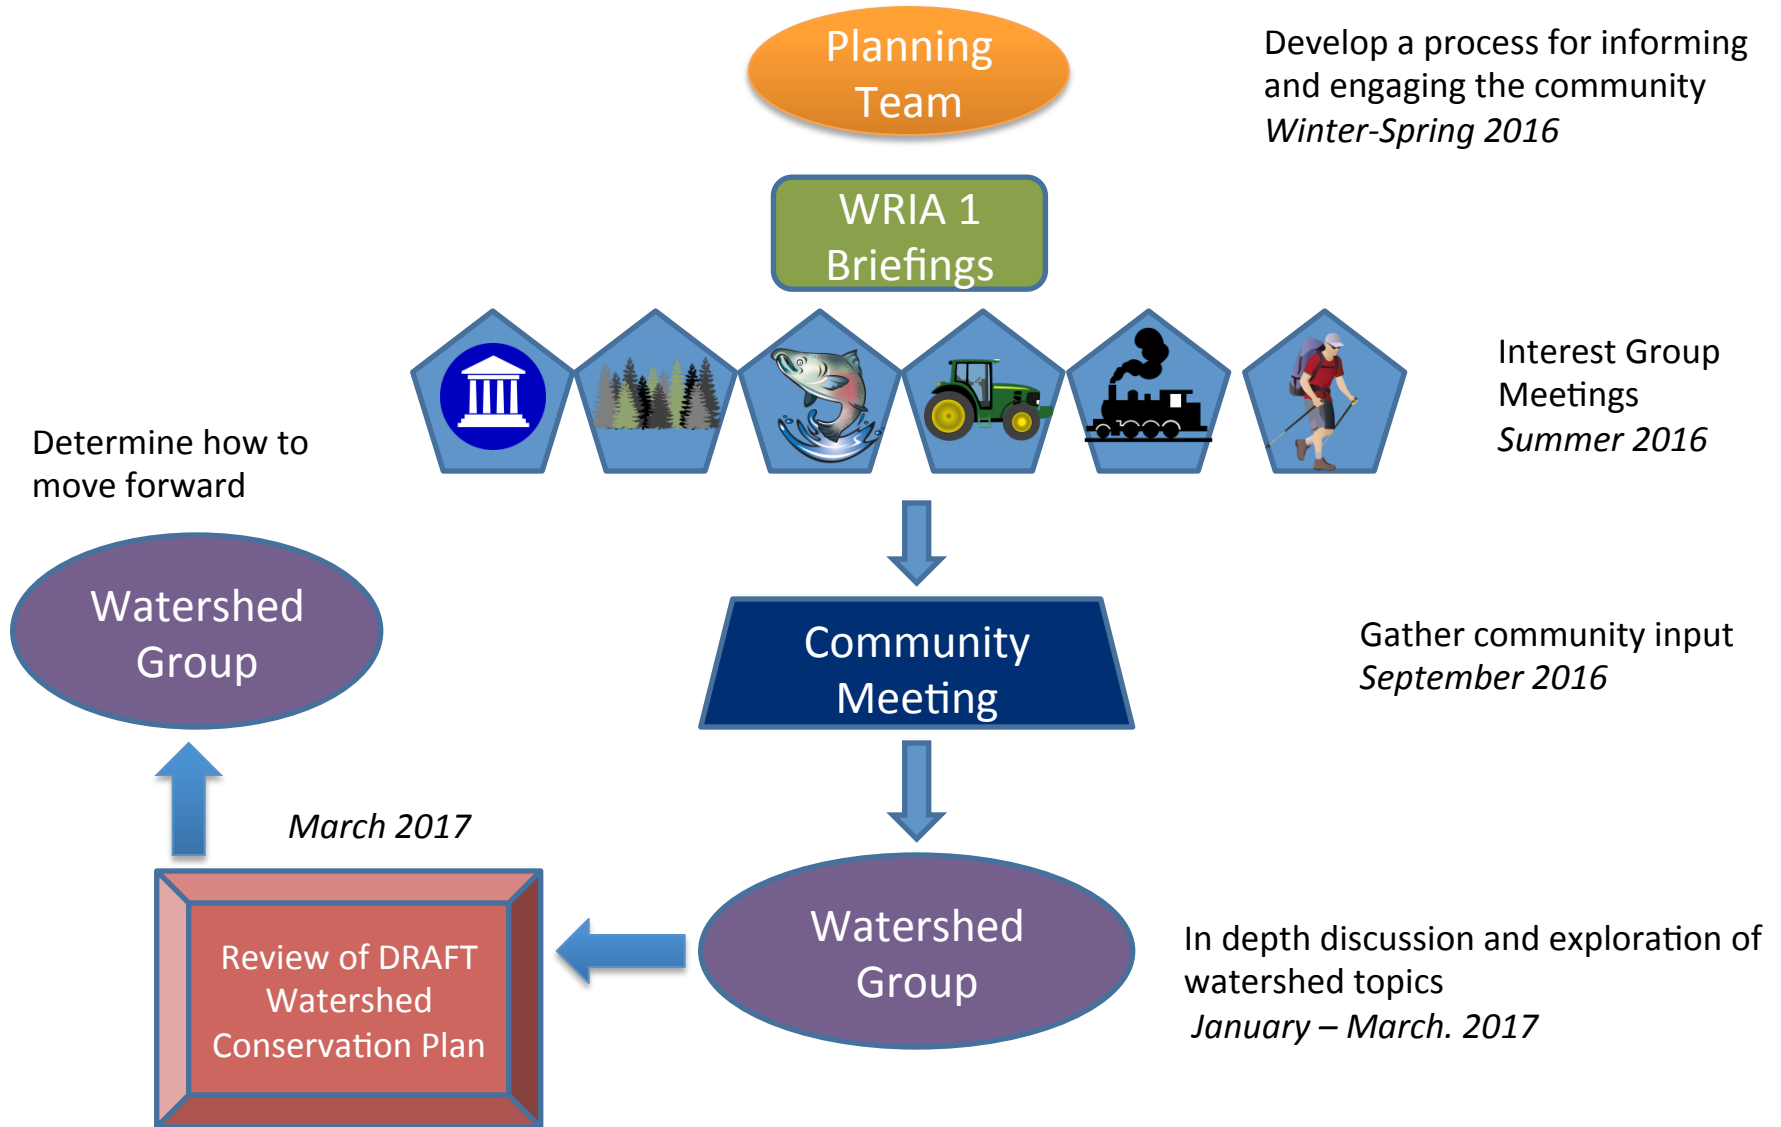 Planning
Team
Develop a process for informing
and engaging the community
Winter-Spring 2016
WRIA 1
Briefings
Interest Group
Meetings
Summer 2016
Determine how to
move forward
Watershed
Group
Community
Meeting
Gather community input
September 2016
March 2017
Review of DRAFT
Watershed
Conservation Plan
Watershed
Group
In depth discussion and exploration of
watershed topics
January – March. 2017